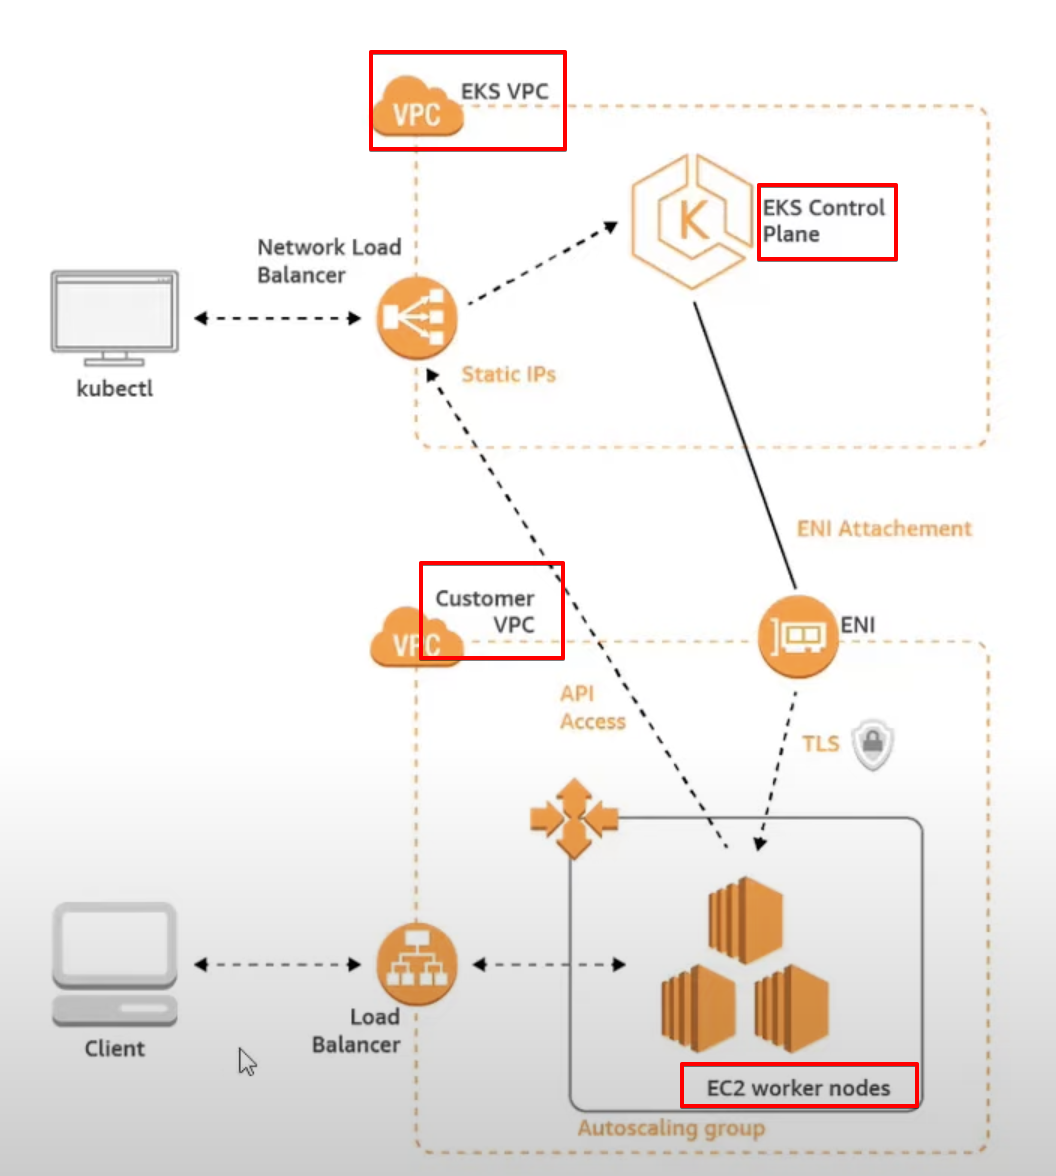 VPC
EKS VPC
EKS Control
Plane
K
Network Load
Balancer
kubectl
Static IPs
ENI Attachement
Customer
VPC
VPC
ENI
API
Access
TLS
Client
Load
Balancer
EC2 worker nodes
Autoscaling group